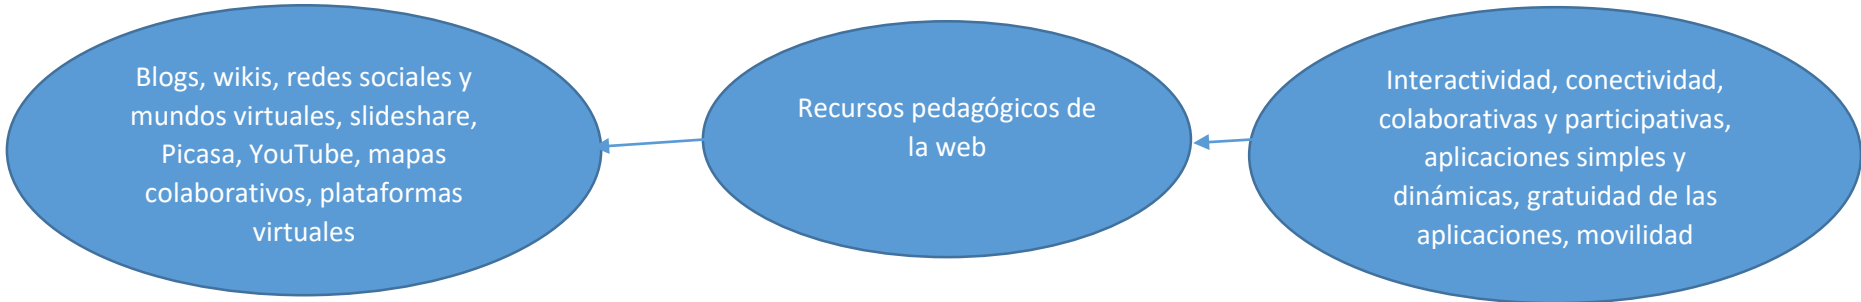 Blogs, wikis, redes sociales y
mundos virtuales, slideshare,
Picasa, YouTube, mapas
colaborativos, plataformas
virtuales
Recursos pedagógicos de
la web
Interactividad, conectividad,
colaborativas y participativas,
aplicaciones simples y
dinámicas, gratuidad de las
aplicaciones, movilidad